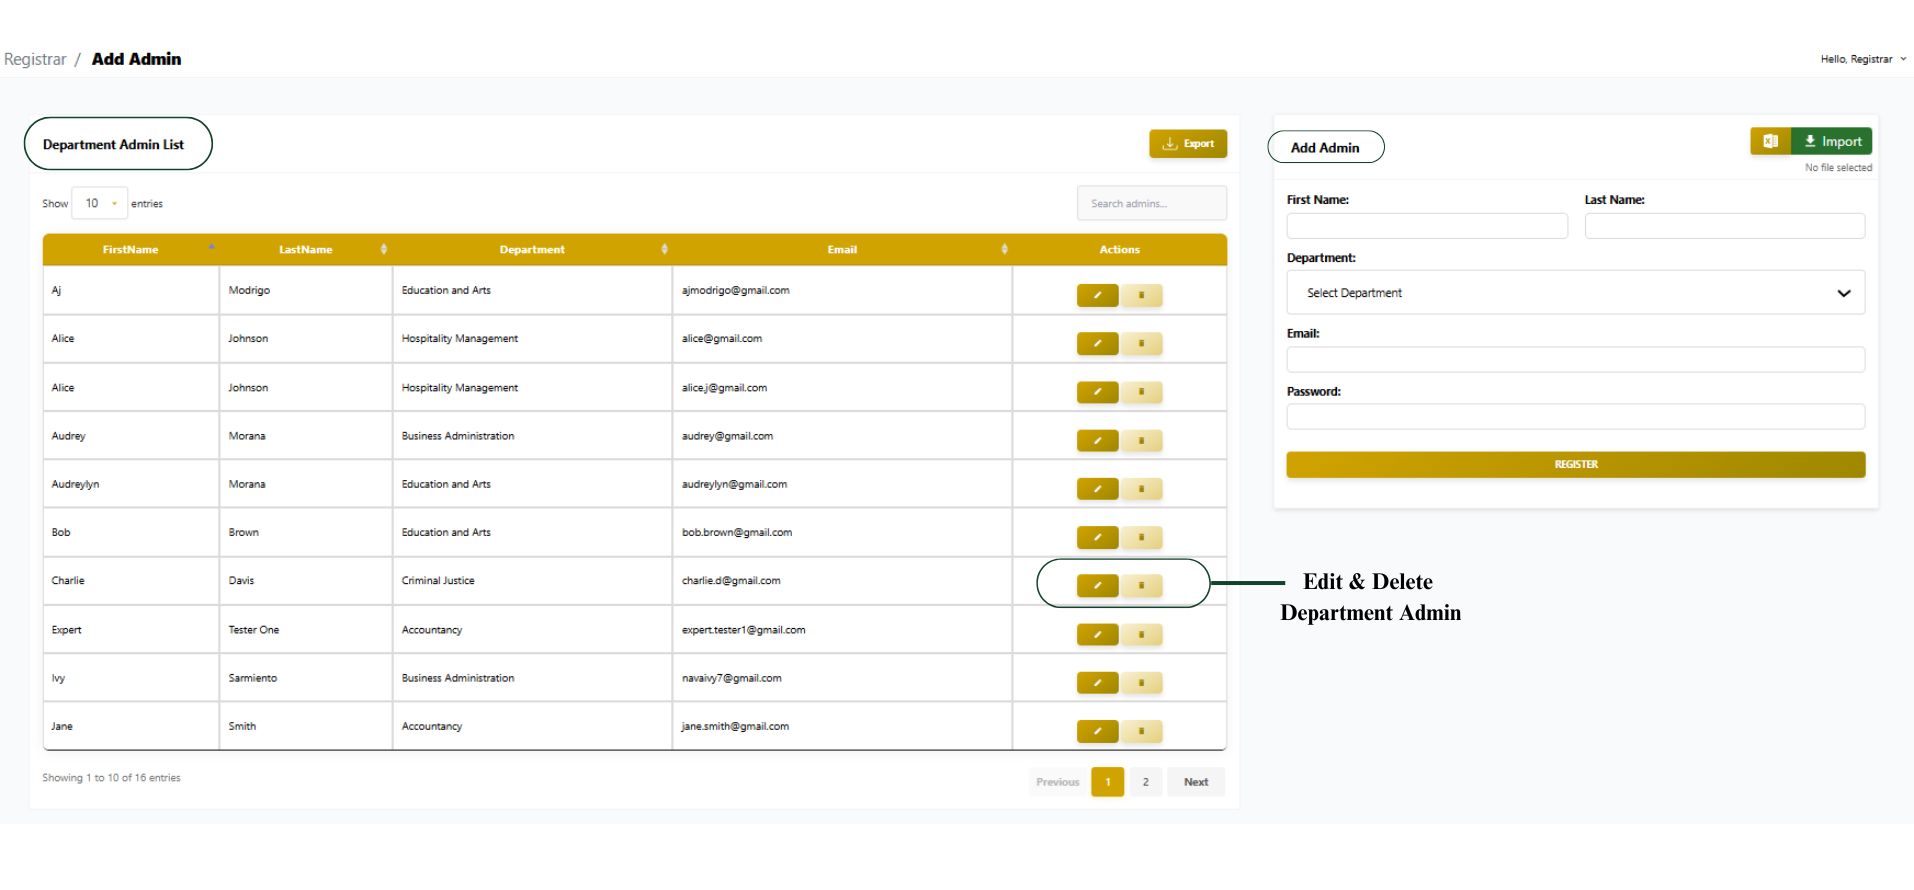 Registrar / Add Admin
Hello, Registrar
Department Admin List
Export
Show 10 entries
Search admins...
FirstName LastName Department Email Actions
Aj Modrigo Education and Arts ajmodrigo@gmail.com
Alice Johnson Hospitality Management alice@gmail.com
Alice Johnson Hospitality Management alice.j@gmail.com
Audrey Morana Business Administration audrey@gmail.com
Audreylyn Morana Education and Arts audreylyn@gmail.com
Bob Brown Education and Arts bob.brown@gmail.com
Charlie Davis Criminal Justice charlie.d@gmail.com
Expert Tester One Accountancy expert.tester1@gmail.com
Ivy Sarmiento Business Administration navaivy7@gmail.com
Jane Smith Accountancy jane.smith@gmail.com
Showing 1 to 10 of 16 entries
Previous 1 2 Next
Add Admin
Import
No file selected
First Name: Last Name:
Department:
Select Department
Email:
Password:
REGISTER
Edit & Delete
Department Admin